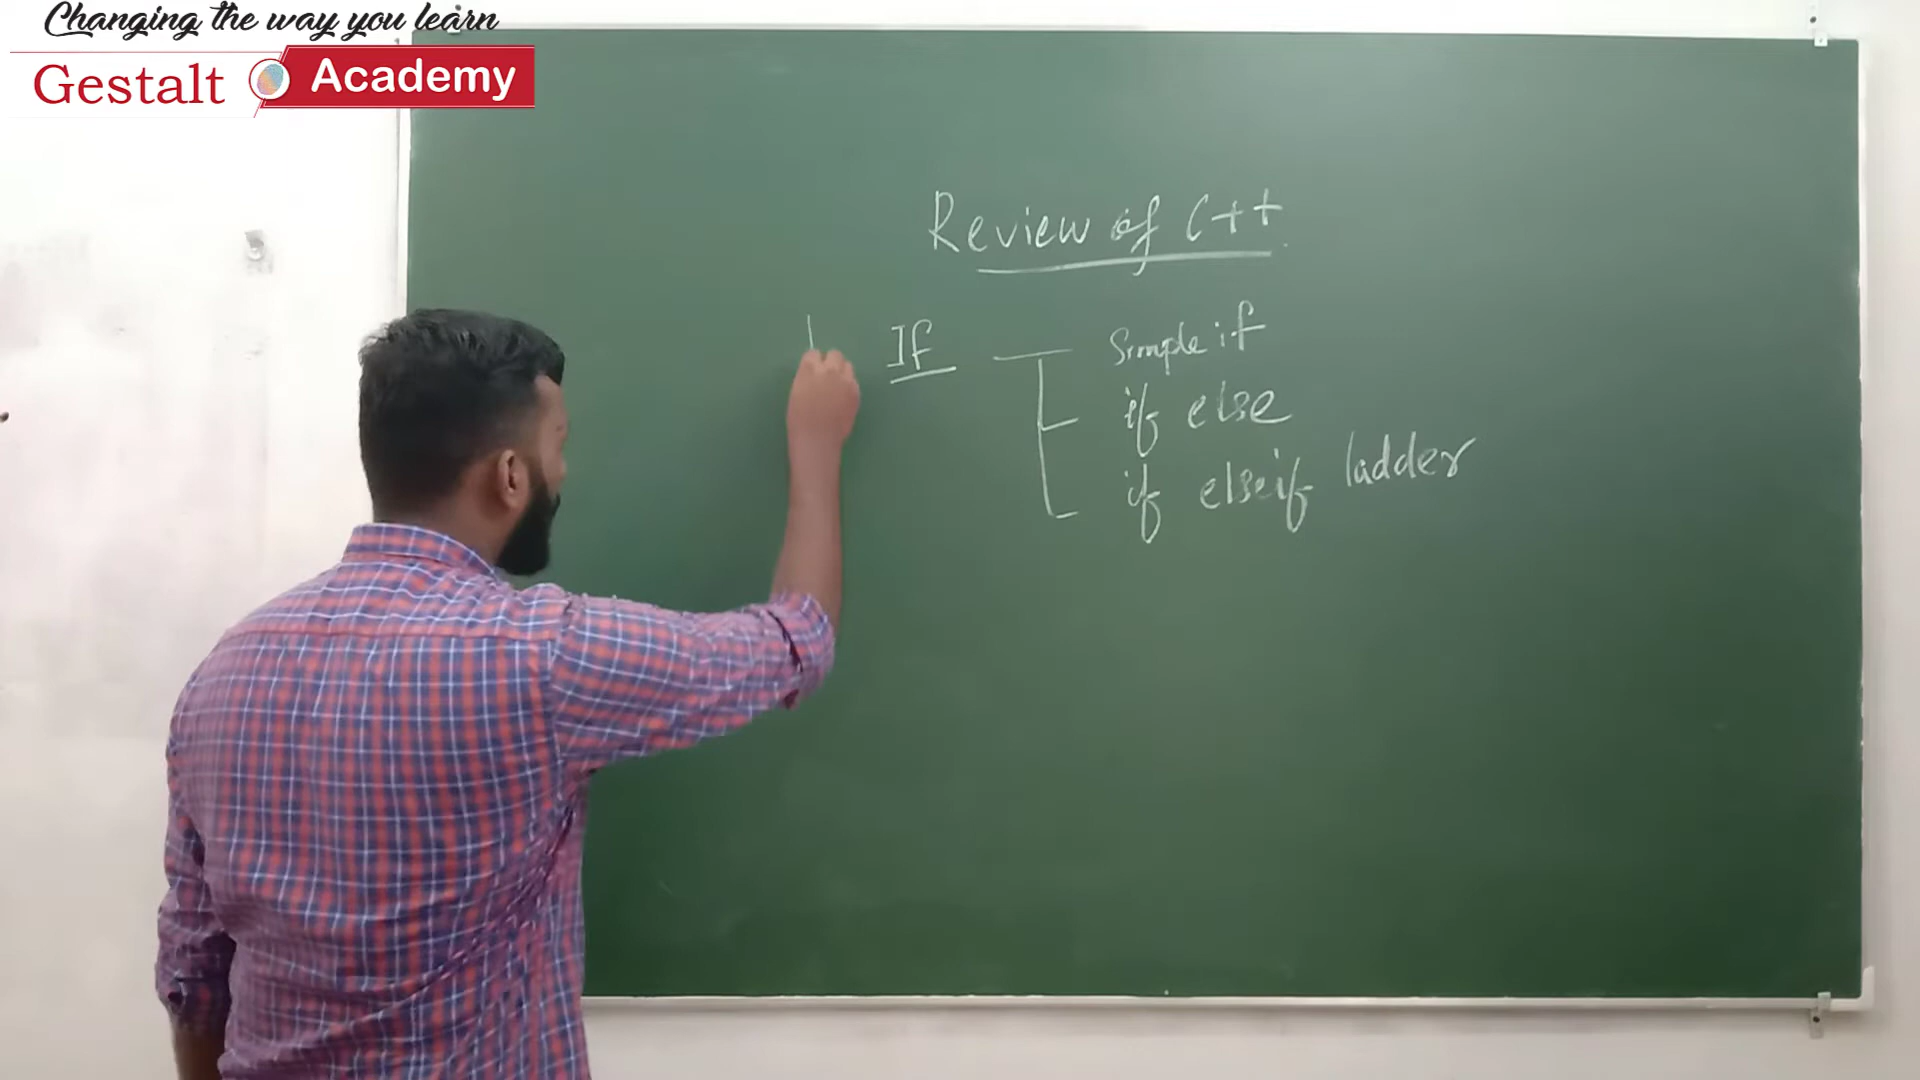 Changing the way you learn
Gestalt Academy
Review of C++
If
Simple if
if else
if elseif ladder